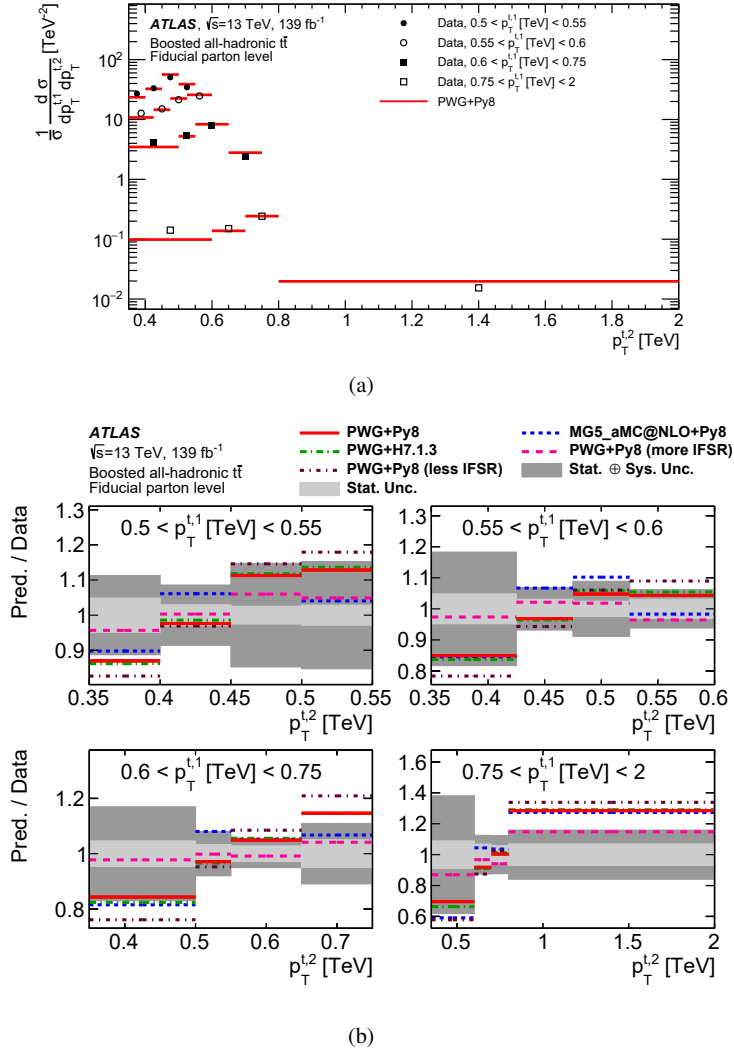 ATLAS , √s=13 TeV, 139 fb⁻¹
Boosted all-hadronic tt̄
Fiducial parton level
Data, 0.5 < p_T^{t,1} [TeV] < 0.55
Data, 0.55 < p_T^{t,1} [TeV] < 0.6
Data, 0.6 < p_T^{t,1} [TeV] < 0.75
Data, 0.75 < p_T^{t,1} [TeV] < 2
PWG+Py8
1/σ d σ / dp_T^{t,1} dp_T^{t,2} [TeV⁻²]
10²
10
1
10⁻¹
10⁻²
0.4 0.6 0.8 1 1.2 1.4 1.6 1.8 2
p_T^{t,2} [TeV]
(a)
ATLAS
√s=13 TeV, 139 fb⁻¹
Boosted all-hadronic tt̄
Fiducial parton level
PWG+Py8
PWG+H7.1.3
PWG+Py8 (less IFSR)
Stat. Unc.
MG5_aMC@NLO+Py8
PWG+Py8 (more IFSR)
Stat. ⊕ Sys. Unc.
Pred. / Data
0.5 < p_T^{t,1} [TeV] < 0.55
1.3
1.2
1.1
1
0.9
0.35 0.4 0.45 0.5 0.55
p_T^{t,2} [TeV]
0.55 < p_T^{t,1} [TeV] < 0.6
1.3
1.2
1.1
1
0.9
0.8
0.35 0.4 0.45 0.5 0.55 0.6
p_T^{t,2} [TeV]
Pred. / Data
0.6 < p_T^{t,1} [TeV] < 0.75
1.2
1
0.8
0.4 0.5 0.6 0.7
p_T^{t,2} [TeV]
0.75 < p_T^{t,1} [TeV] < 2
1.6
1.4
1.2
1
0.8
0.6
0.5 1 1.5 2
p_T^{t,2} [TeV]
(b)